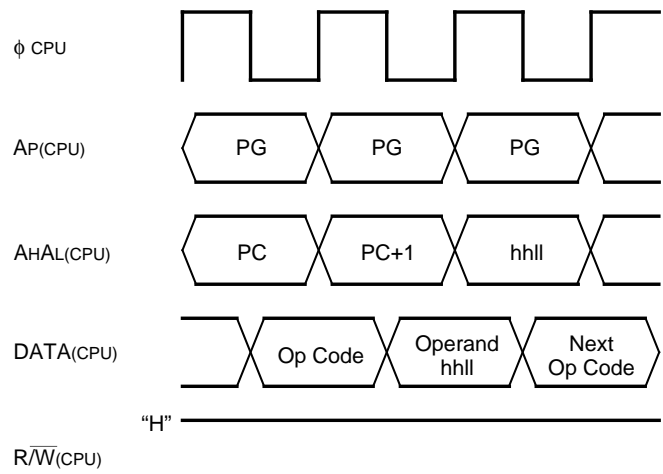 ϕ CPU
AP(CPU)
PG PG PG
AHAL(CPU)
PC PC+1 hhll
DATA(CPU)
Op Code
Operand
hhll
Next
Op Code
“H”
R/W̅(CPU)